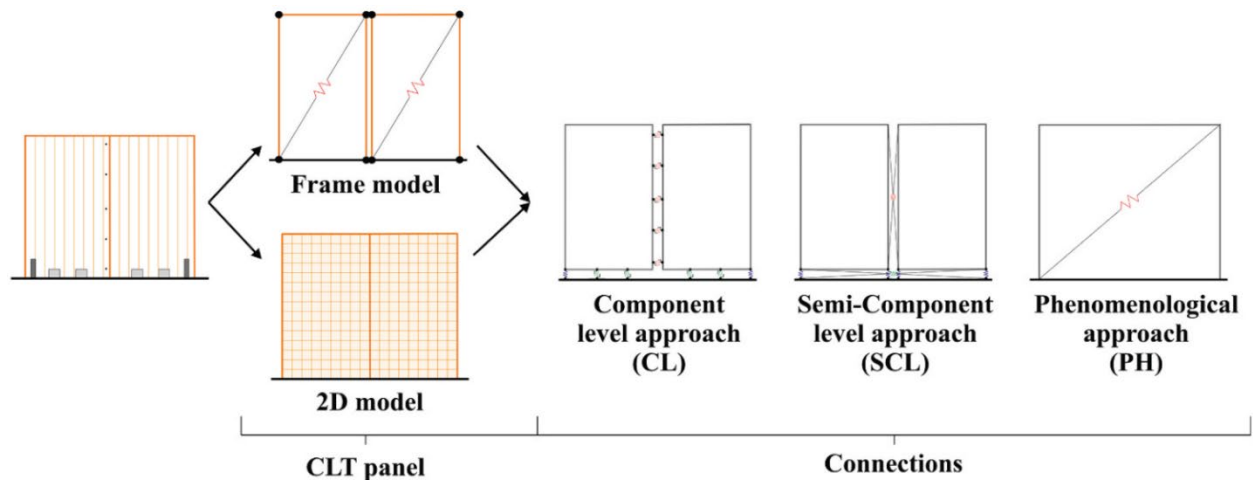 Frame model
2D model
CLT panel
Component
level approach
(CL)
Semi-Component
level approach
(SCL)
Phenomenological
approach
(PH)
Connections